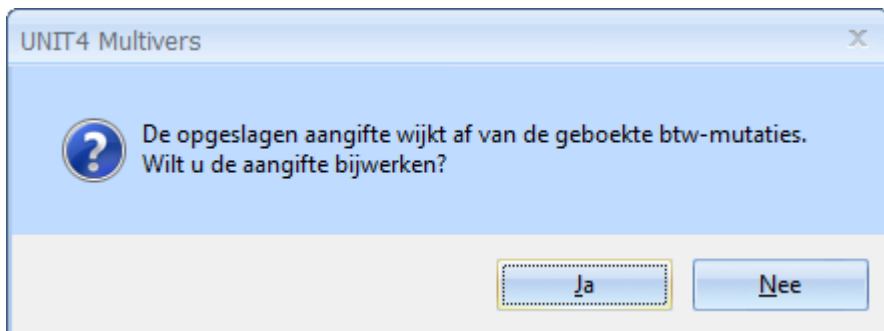 UNIT4 Multivers
De opgeslagen aangifte wijkt af van de geboekte btw-mutaties.
Wilt u de aangifte bijwerken?
Ja
Nee